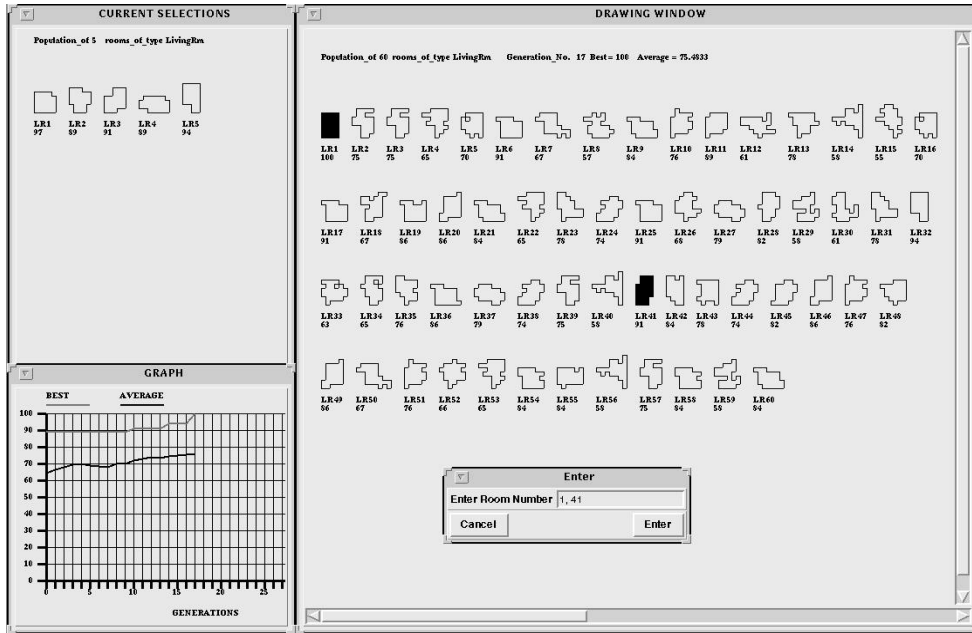 CURRENT SELECTIONS
Population_of 5 rooms_of_type LivingRm
LR1 LR2 LR3 LR4 LR5
97 89 91 89 94
DRAWING WINDOW
Population_of 60 rooms_of_type LivingRm Generation_No. 17 Best= 100 Average = 75.4833
LR1 LR2 LR3 LR4 LR5 LR6 LR7 LR8 LR9 LR10 LR11 LR12 LR13 LR14 LR15 LR16
100 75 75 65 70 91 67 57 84 76 89 61 78 58 55 70
LR17 LR18 LR19 LR20 LR21 LR22 LR23 LR24 LR25 LR26 LR27 LR28 LR29 LR30 LR31 LR32
91 67 86 86 84 65 78 74 91 68 79 82 58 61 78 94
LR33 LR34 LR35 LR36 LR37 LR38 LR39 LR40 LR41 LR42 LR43 LR44 LR45 LR46 LR47 LR48
63 65 76 86 79 74 75 58 91 84 78 74 82 86 76 82
LR49 LR50 LR51 LR52 LR53 LR54 LR55 LR56 LR57 LR58 LR59 LR60
86 67 76 66 65 84 84 58 75 84 58 84
GRAPH
BEST AVERAGE
100
90
80
70
60
50
40
30
20
10
0
0 5 10 15 20 25
GENERATIONS
Enter
Enter Room Number 1, 41
Cancel Enter